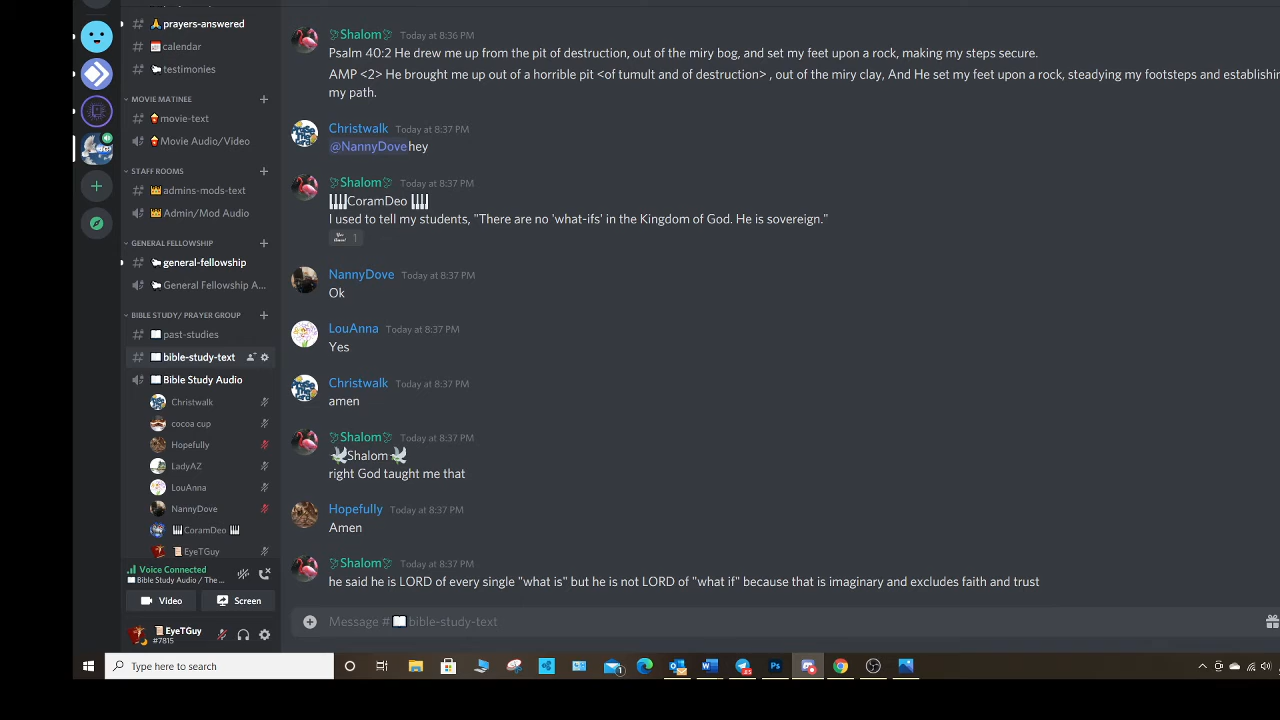 prayers-answered
calendar
testimonies
MOVIE MATINEE
movie-text
Movie Audio/Video
STAFF ROOMS
admins-mods-text
Admin/Mod Audio
GENERAL FELLOWSHIP
general-fellowship
General Fellowship A...
BIBLE STUDY/ PRAYER GROUP
past-studies
bible-study-text
Bible Study Audio
Christwalk
cocoa cup
Hopefully
LadyAZ
LouAnna
NannyDove
CoramDeo
EyeTGuy
Voice Connected
Bible Study Audio / The ...
Video
Screen
EyeTGuy
#7815
Shalom Today at 8:36 PM
Psalm 40:2 He drew me up from the pit of destruction, out of the miry bog, and set my feet upon a rock, making my steps secure.
AMP <2> He brought me up out of a horrible pit <of tumult and of destruction> , out of the miry clay, And He set my feet upon a rock, steadying my footsteps and establishin
my path.
Christwalk Today at 8:37 PM
@NannyDove hey
Shalom Today at 8:37 PM
CoramDeo
I used to tell my students, "There are no 'what-ifs' in the Kingdom of God. He is sovereign."
1
NannyDove Today at 8:37 PM
Ok
LouAnna Today at 8:37 PM
Yes
Christwalk Today at 8:37 PM
amen
Shalom Today at 8:37 PM
Shalom
right God taught me that
Hopefully Today at 8:37 PM
Amen
Shalom Today at 8:37 PM
he said he is LORD of every single "what is" but he is not LORD of "what if" because that is imaginary and excludes faith and trust
Message # bible-study-text
Type here to search